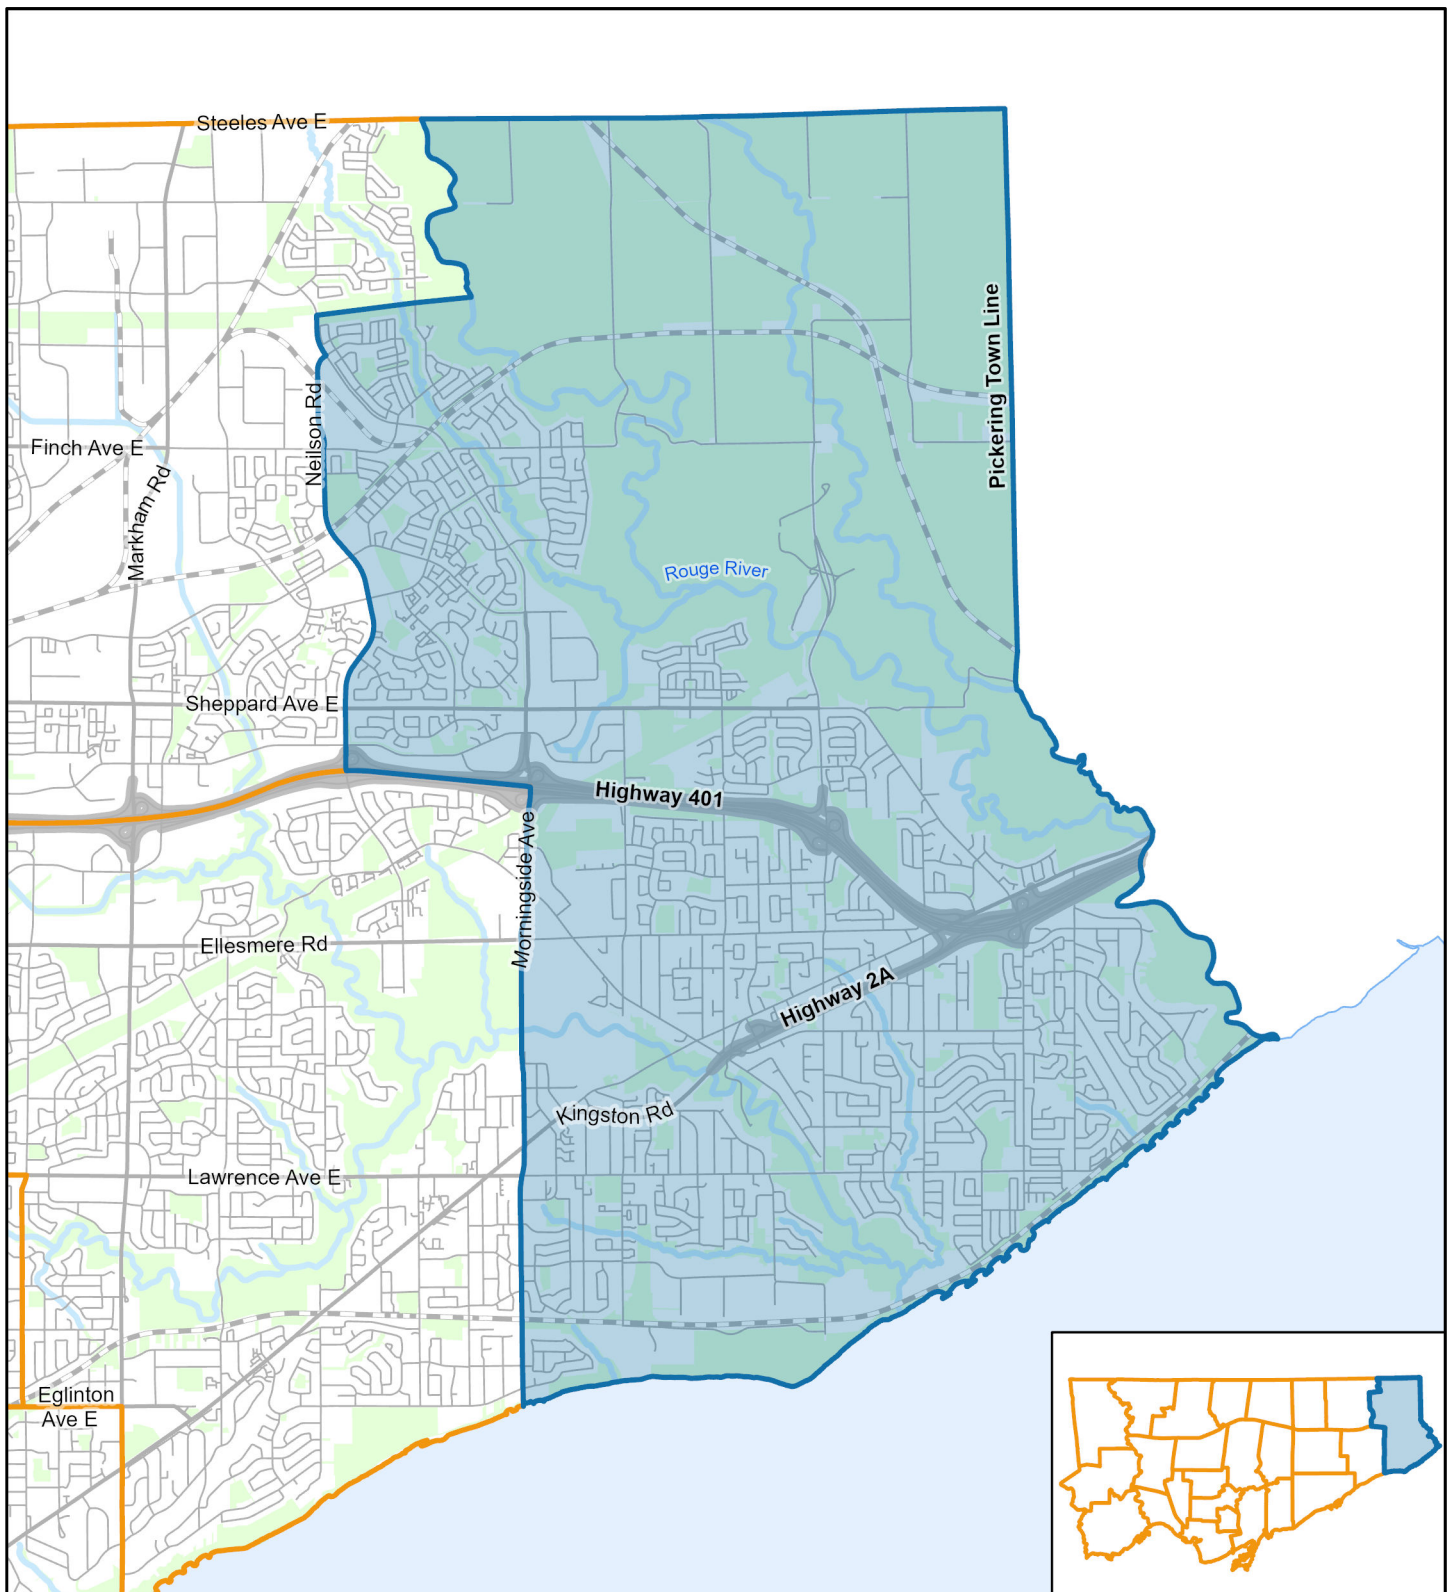 Steeles Ave E
Pickering Town Line
Neilson Rd
Finch Ave E
Markham Rd
Rouge River
Sheppard Ave E
Highway 401
Morningside Ave
Ellesmere Rd
Highway 2A
Kingston Rd
Lawrence Ave E
Eglinton
Ave E